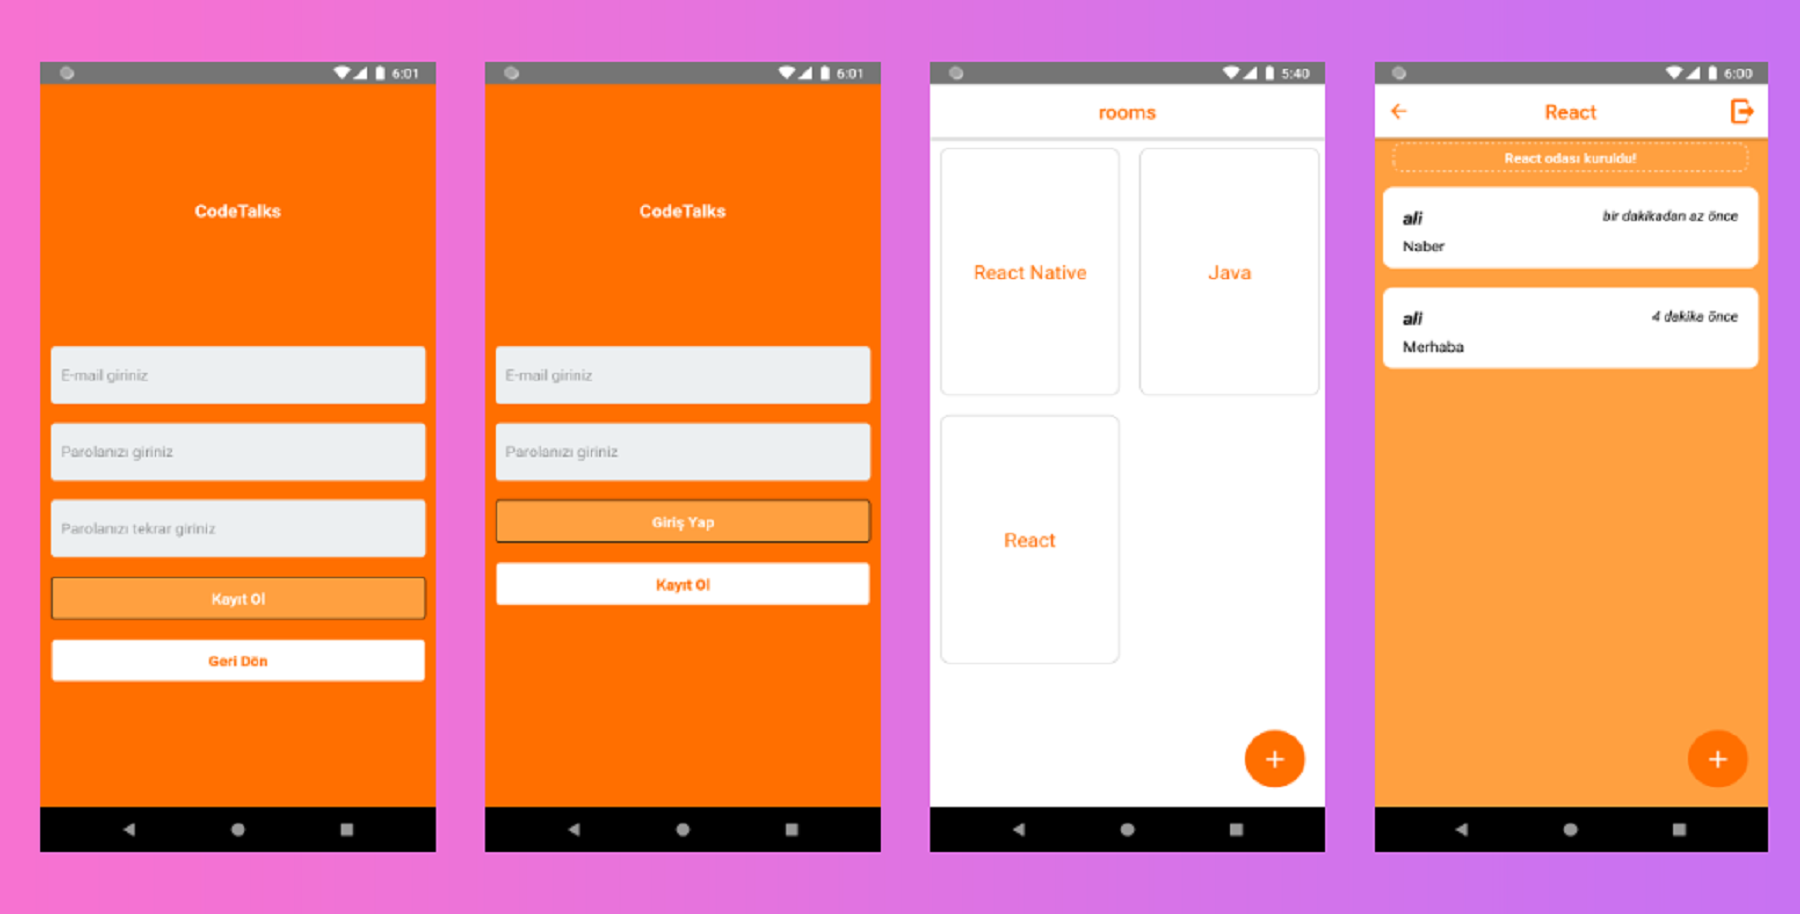 6:01
CodeTalks
E-mail giriniz
Parolanızı giriniz
Parolanızı tekrar giriniz
Kayıt Ol
Geri Dön
6:01
CodeTalks
E-mail giriniz
Parolanızı giriniz
Giriş Yap
Kayıt Ol
5:40
rooms
React Native
Java
React
+
6:00
React
React odası kuruldu!
ali
bir dakikadan az önce
Naber
ali
4 dakika önce
Merhaba
+